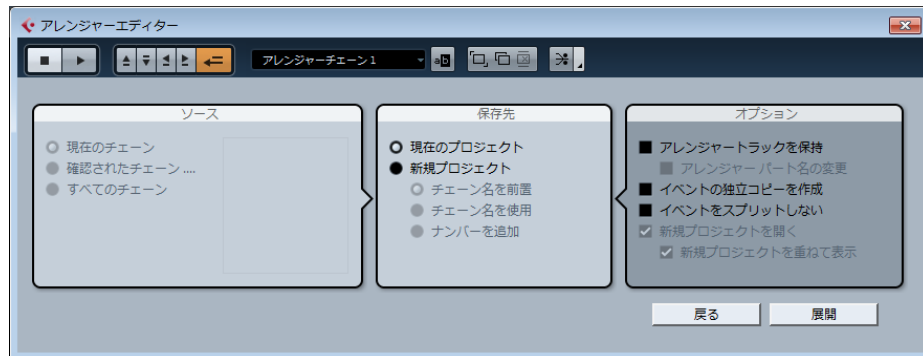 アレンジャーエディター
アレンジャーチェーン 1
ab
ソース
現在のチェーン
確認されたチェーン ....
すべてのチェーン
保存先
現在のプロジェクト
新規プロジェクト
チェーン名を前置
チェーン名を使用
ナンバーを追加
オプション
アレンジャートラックを保持
アレンジャー パート名の変更
イベントの独立コピーを作成
イベントをスプリットしない
新規プロジェクトを開く
新規プロジェクトを重ねて表示
戻る
展開